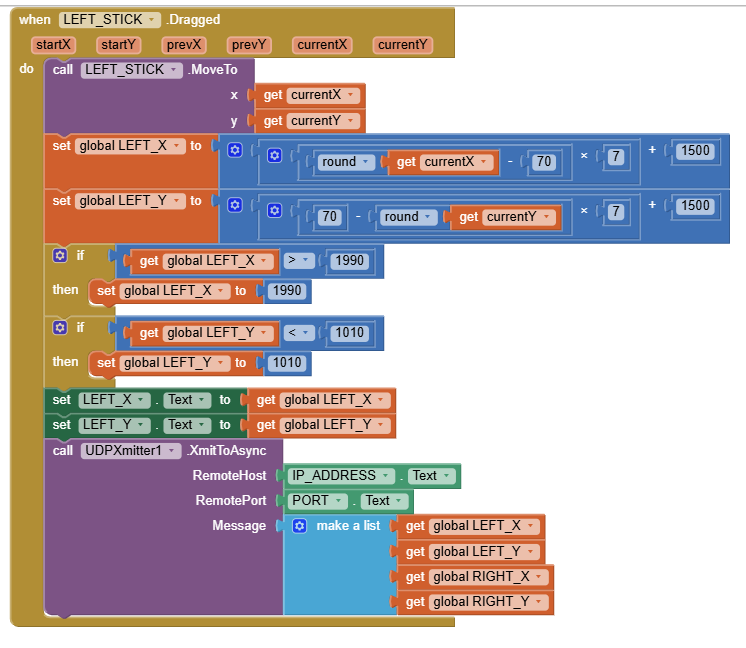 when LEFT_STICK .Dragged
startX startY prevX prevY currentX currentY
do call LEFT_STICK .MoveTo
x get currentX
y get currentY
set global LEFT_X to round get currentX - 70 × 7 + 1500
set global LEFT_Y to 70 - round get currentY × 7 + 1500
if get global LEFT_X > 1990
then set global LEFT_X to 1990
if get global LEFT_Y < 1010
then set global LEFT_Y to 1010
set LEFT_X . Text to get global LEFT_X
set LEFT_Y . Text to get global LEFT_Y
call UDPXmitter1 .XmitToAsync
RemoteHost IP_ADDRESS . Text
RemotePort PORT . Text
Message make a list get global LEFT_X
get global LEFT_Y
get global RIGHT_X
get global RIGHT_Y